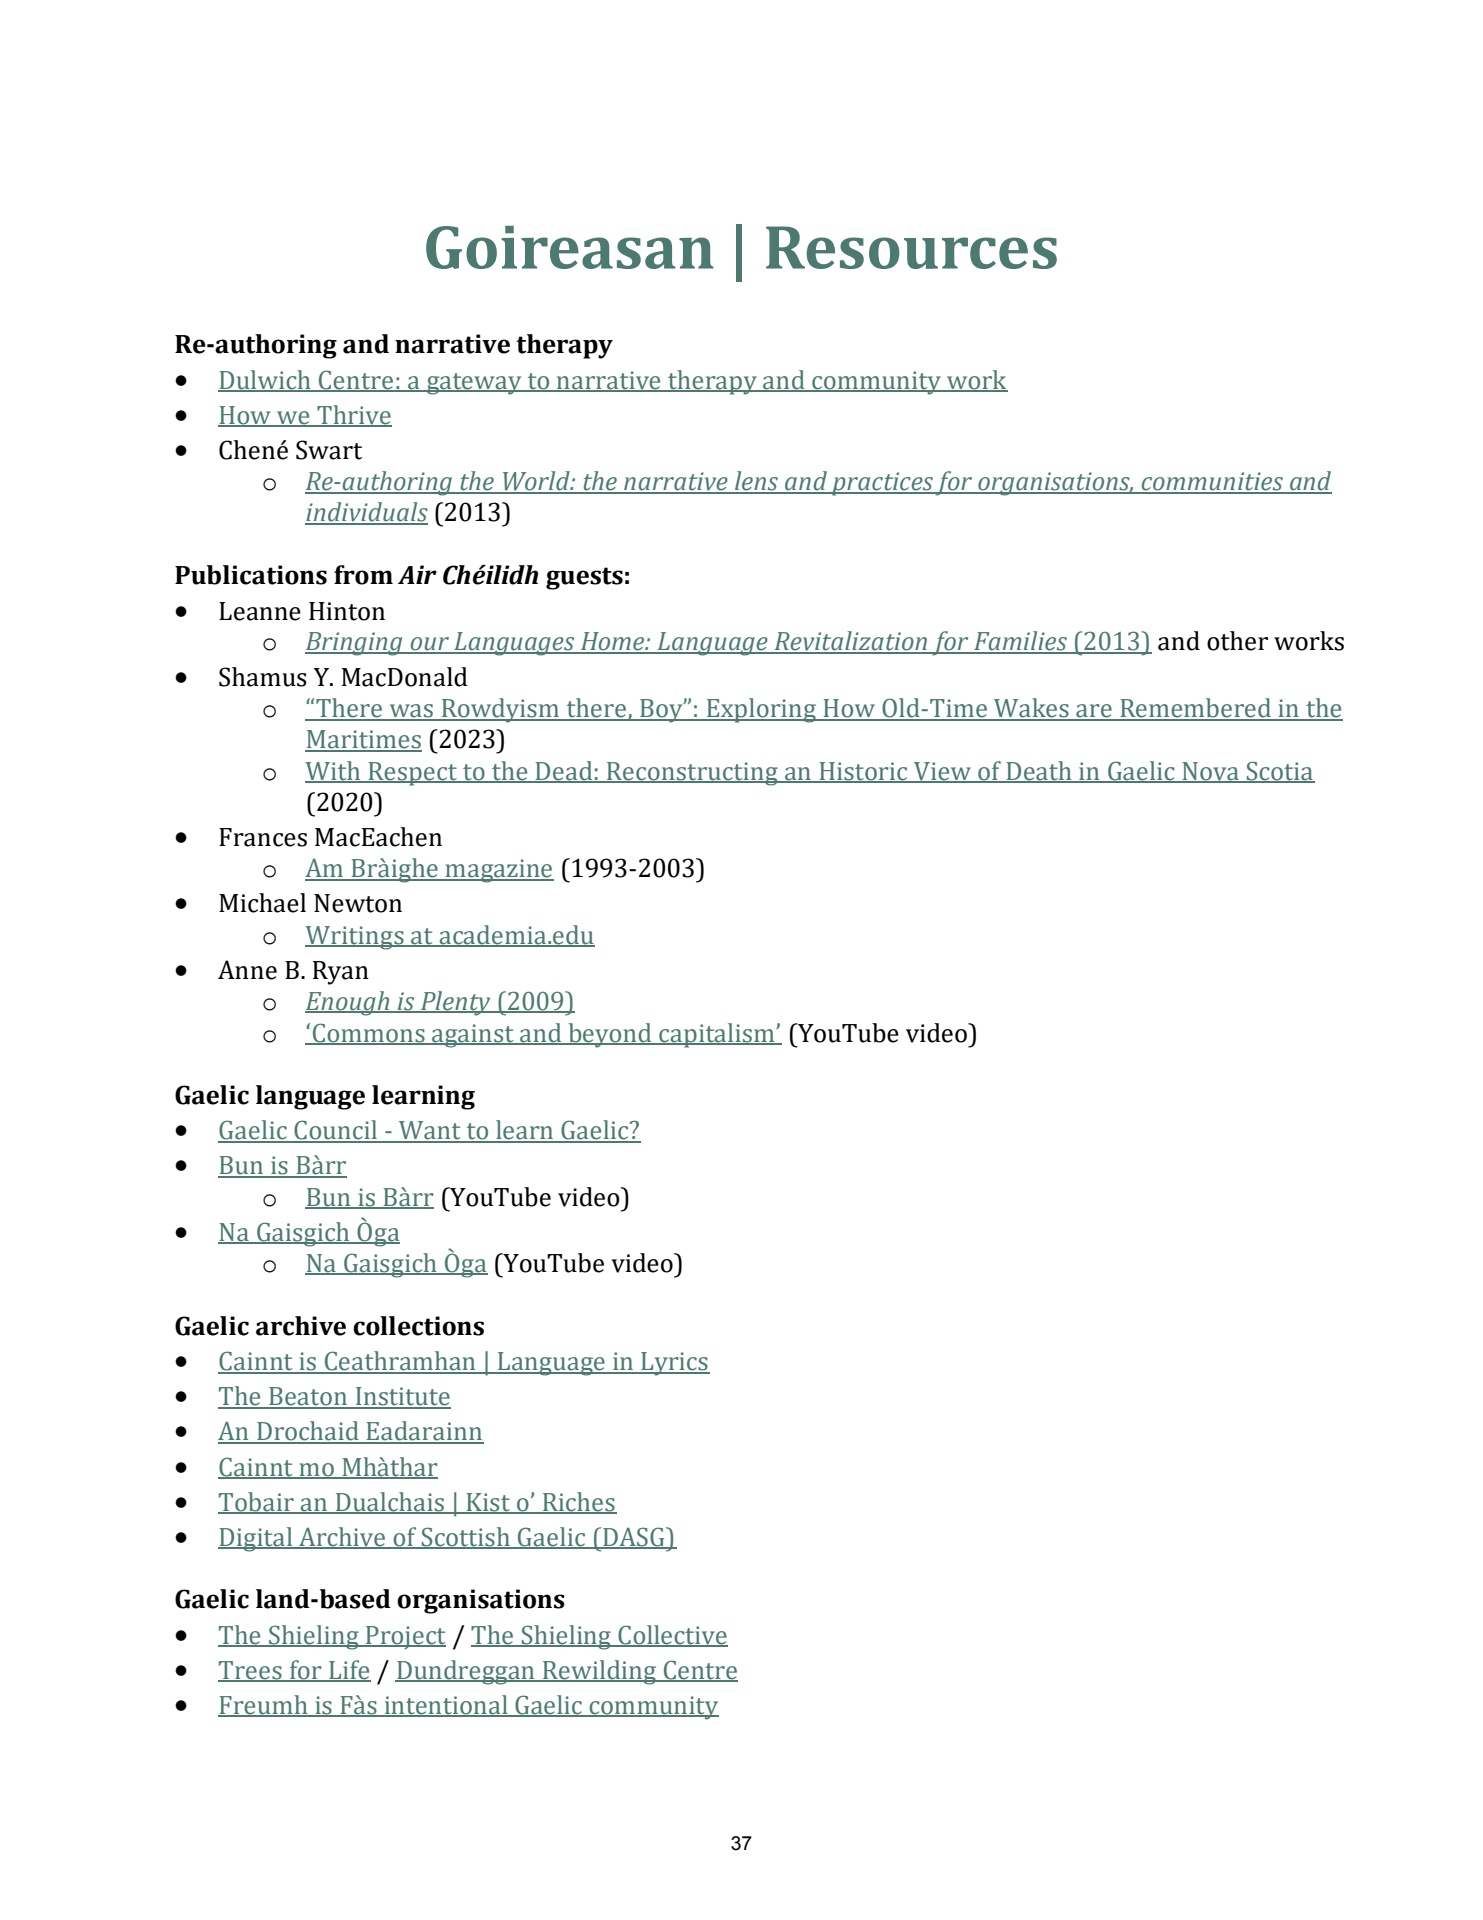 Goireasan | Resources
Re-authoring and narrative therapy
● Dulwich Centre: a gateway to narrative therapy and community work
● How we Thrive
● Chené Swart
o Re-authoring the World: the narrative lens and practices for organisations, communities and
individuals (2013)
Publications from Air Chéilidh guests:
● Leanne Hinton
o Bringing our Languages Home: Language Revitalization for Families (2013) and other works
● Shamus Y. MacDonald
o “There was Rowdyism there, Boy”: Exploring How Old-Time Wakes are Remembered in the
Maritimes (2023)
o With Respect to the Dead: Reconstructing an Historic View of Death in Gaelic Nova Scotia
(2020)
● Frances MacEachen
o Am Bràighe magazine (1993-2003)
● Michael Newton
o Writings at academia.edu
● Anne B. Ryan
o Enough is Plenty (2009)
o ‘Commons against and beyond capitalism’ (YouTube video)
Gaelic language learning
● Gaelic Council - Want to learn Gaelic?
● Bun is Bàrr
o Bun is Bàrr (YouTube video)
● Na Gaisgich Òga
o Na Gaisgich Òga (YouTube video)
Gaelic archive collections
● Cainnt is Ceathramhan | Language in Lyrics
● The Beaton Institute
● An Drochaid Eadarainn
● Cainnt mo Mhàthar
● Tobair an Dualchais | Kist o’ Riches
● Digital Archive of Scottish Gaelic (DASG)
Gaelic land-based organisations
● The Shieling Project / The Shieling Collective
● Trees for Life / Dundreggan Rewilding Centre
● Freumh is Fàs intentional Gaelic community
37